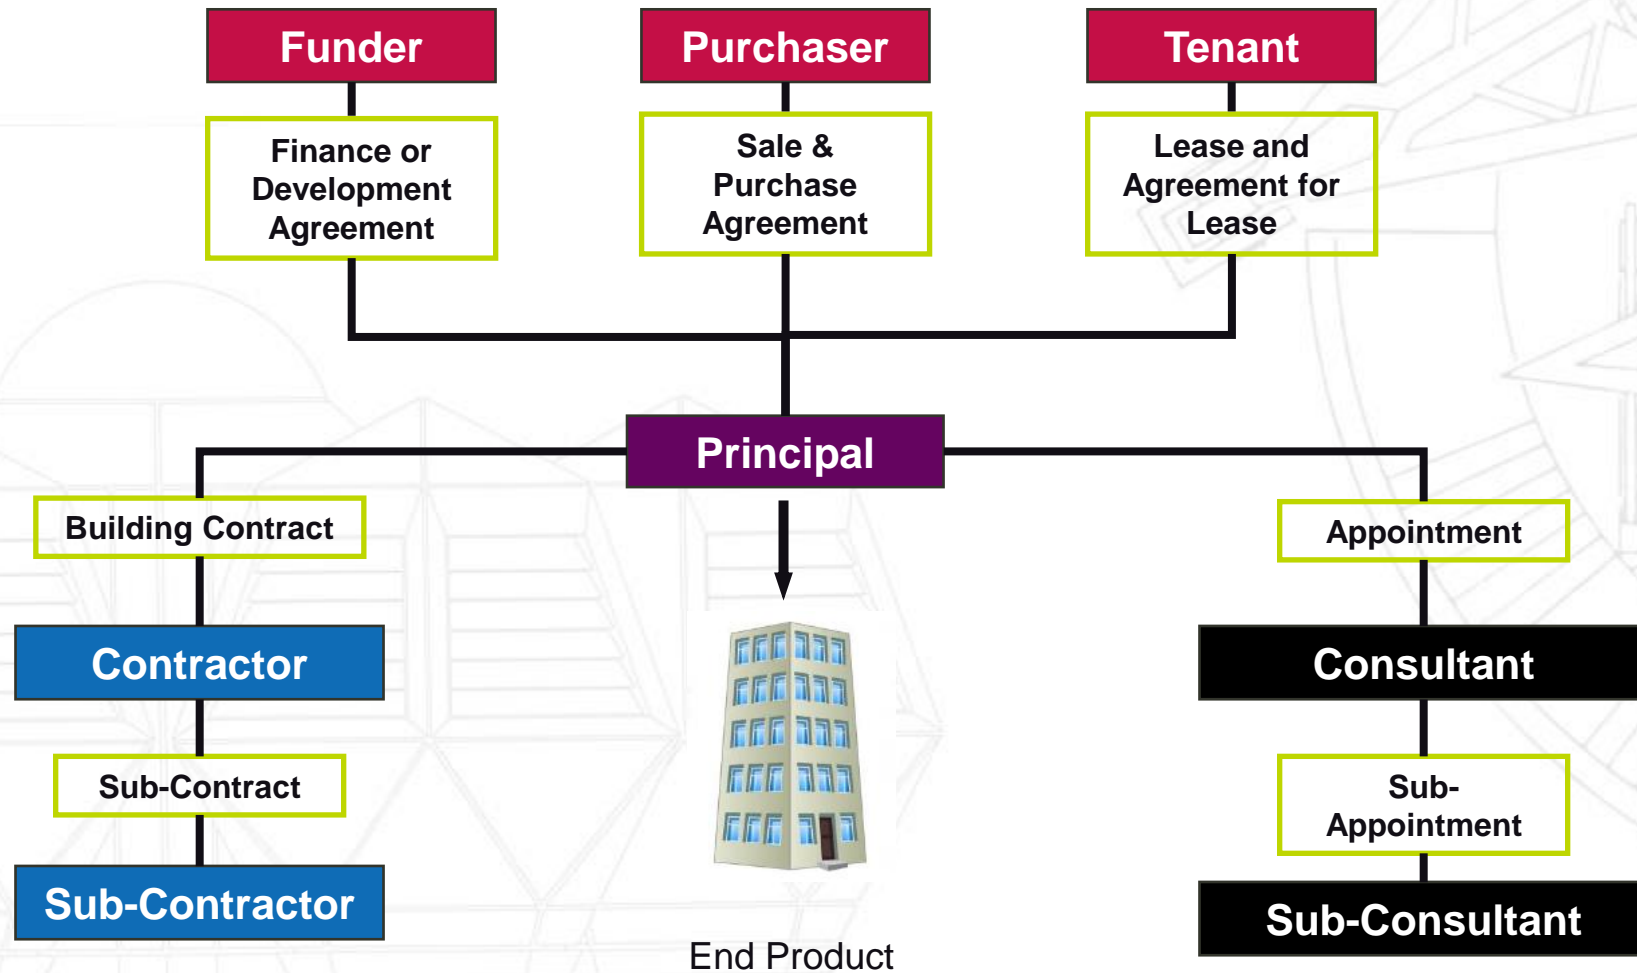 Funder
Purchaser
Tenant
Finance or
Development
Agreement
Sale &
Purchase
Agreement
Lease and
Agreement for
Lease
Principal
Building Contract
Appointment
Contractor
Consultant
Sub-Contract
Sub-
Appointment
Sub-Contractor
Sub-Consultant
End Product